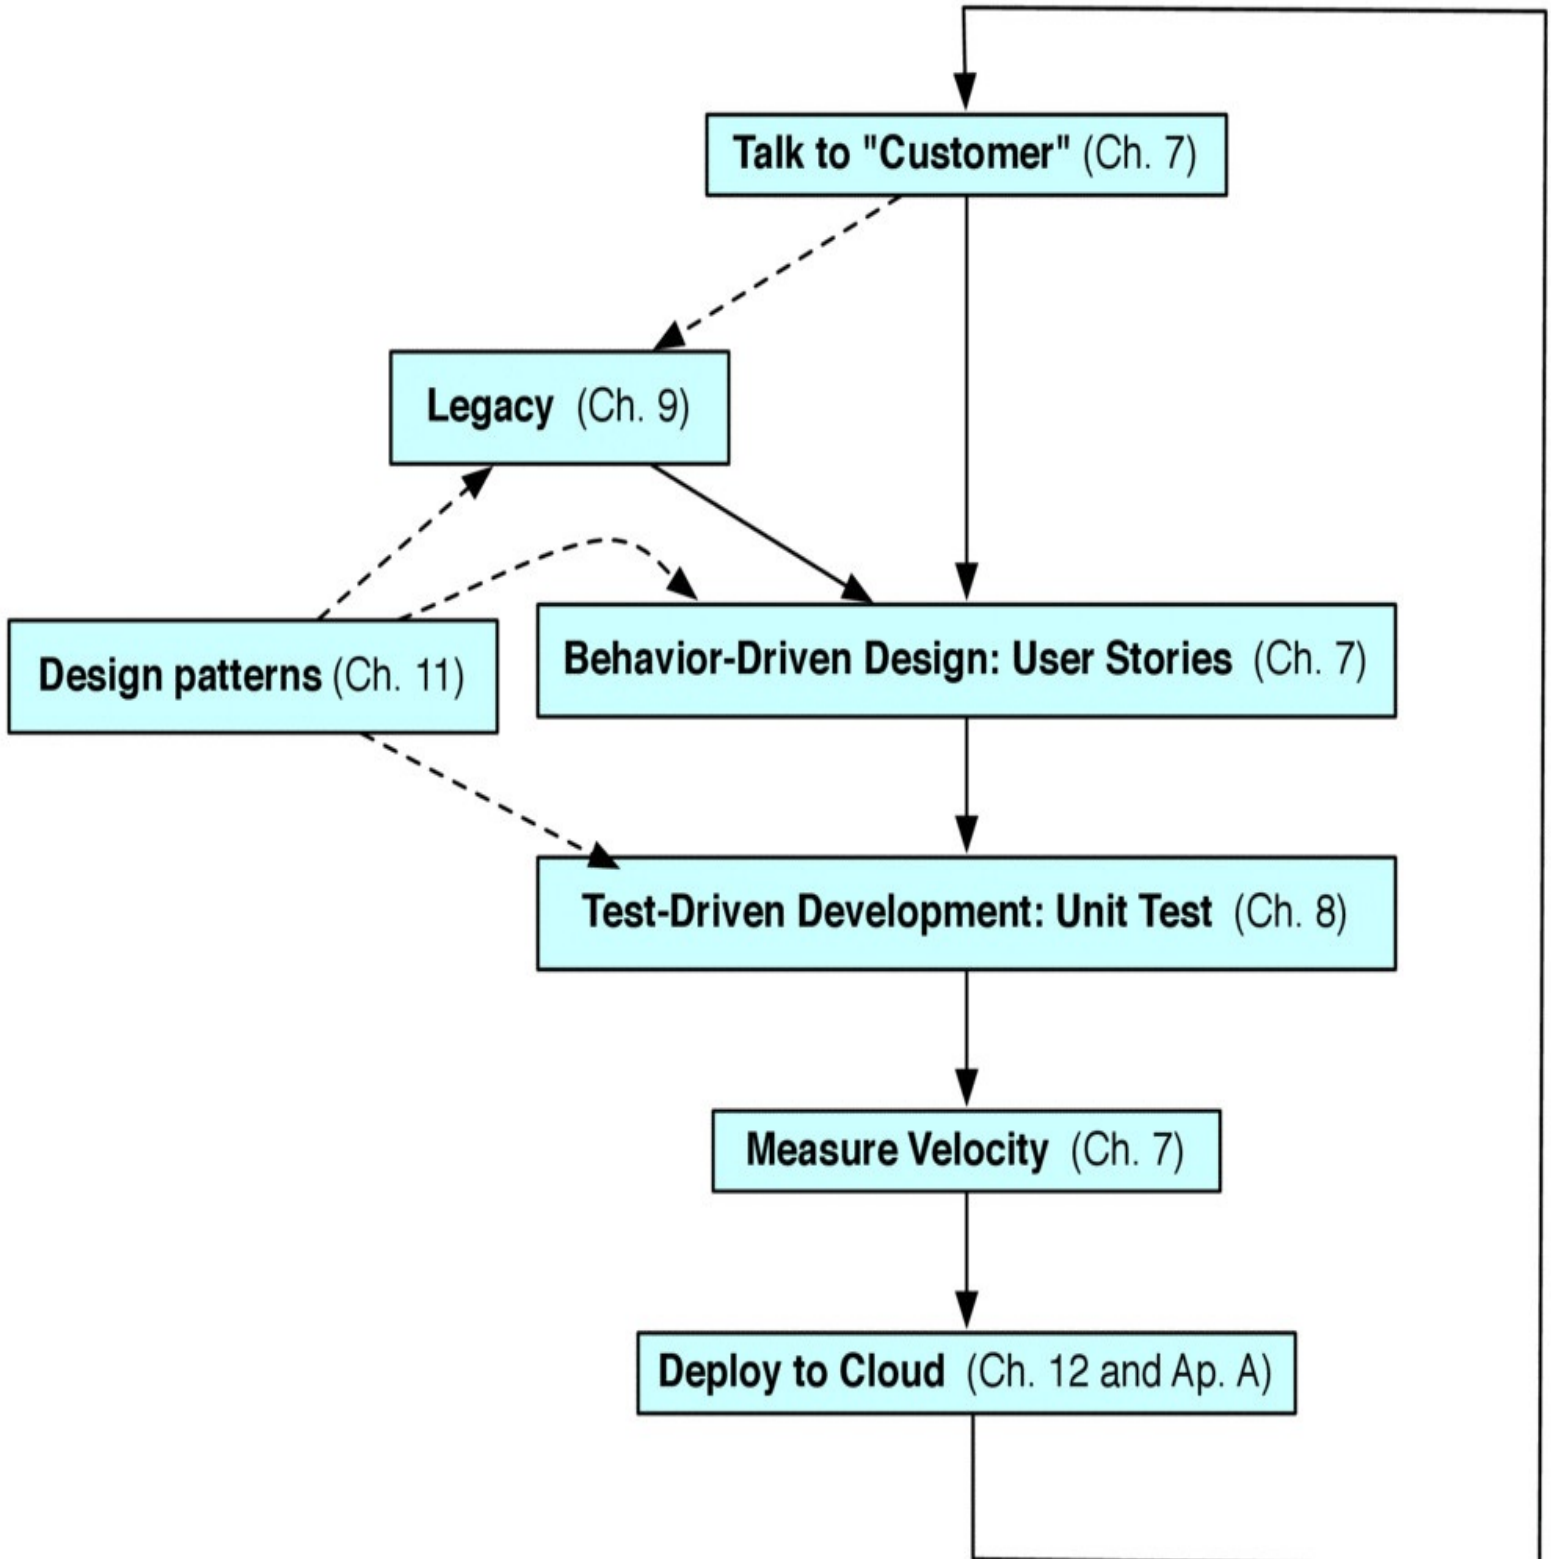 Talk to "Customer" (Ch. 7)
Legacy (Ch. 9)
Design patterns (Ch. 11)
Behavior-Driven Design: User Stories (Ch. 7)
Test-Driven Development: Unit Test (Ch. 8)
Measure Velocity (Ch. 7)
Deploy to Cloud (Ch. 12 and Ap. A)